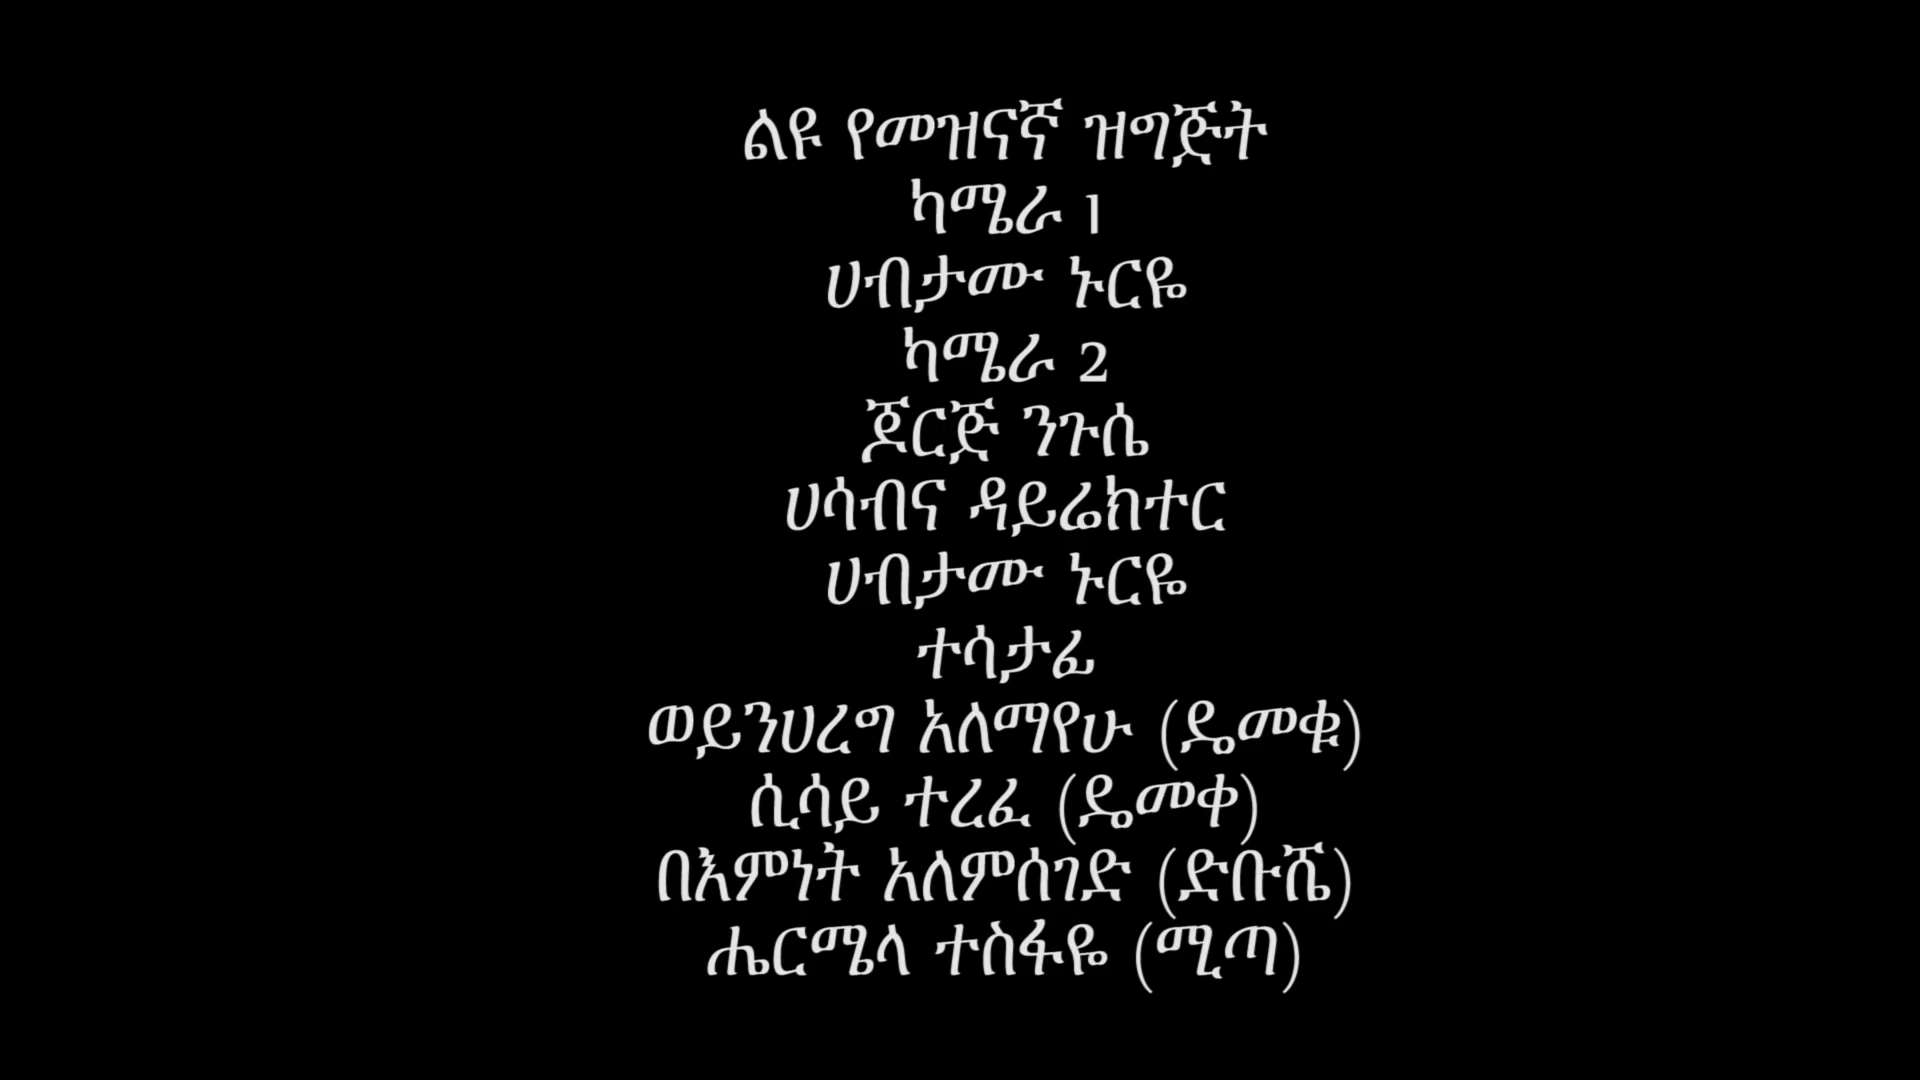 ልዩ የመዝናኛ ዝግጅት
ካሜራ 1
ሀብታሙ ኑርዬ
ካሜራ 2
ጆርጅ ንጉሴ
ሀሳብና ዳይሬክተር
ሀብታሙ ኑርዬ
ተሳታፊ
ወይንሀረግ አለማየሁ (ዴመቁ)
ሲሳይ ተረፈ (ዴመቀ)
በእምነት አለምሰገድ (ድቡሼ)
ሔርሜላ ተስፋዬ (ሚጣ)